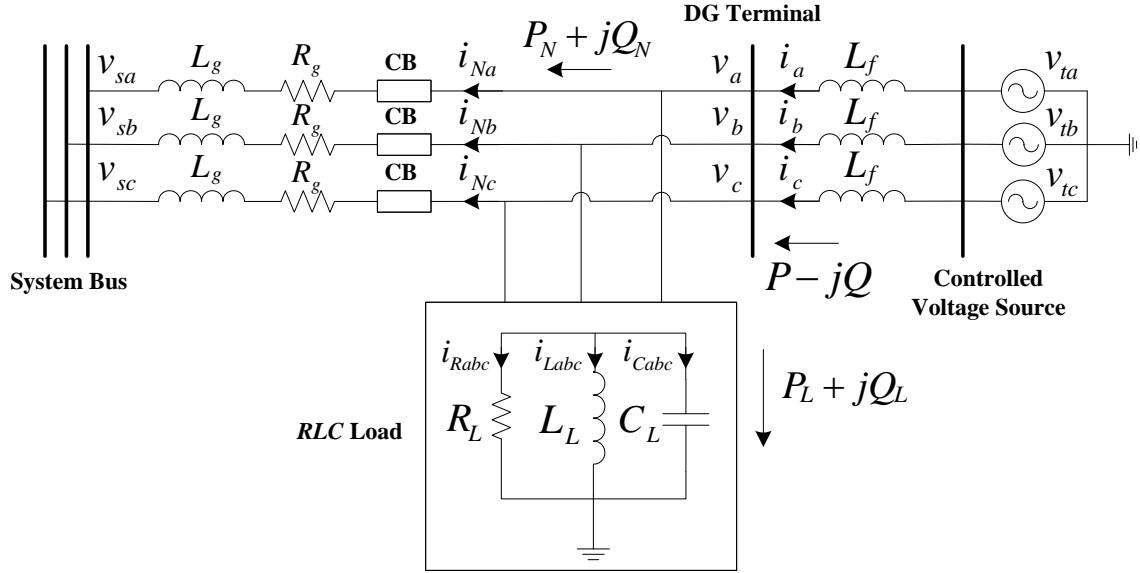 DG Terminal
P_N + jQ_N
v_sa L_g R_g CB i_Na v_a i_a L_f v_ta
v_sb L_g R_g CB i_Nb v_b i_b L_f v_tb
v_sc L_g R_g CB i_Nc v_c i_c L_f v_tc
System Bus
P – jQ
Controlled
Voltage Source
i_Rabc i_Labc i_Cabc
R_L L_L C_L
P_L + jQ_L
RLC Load